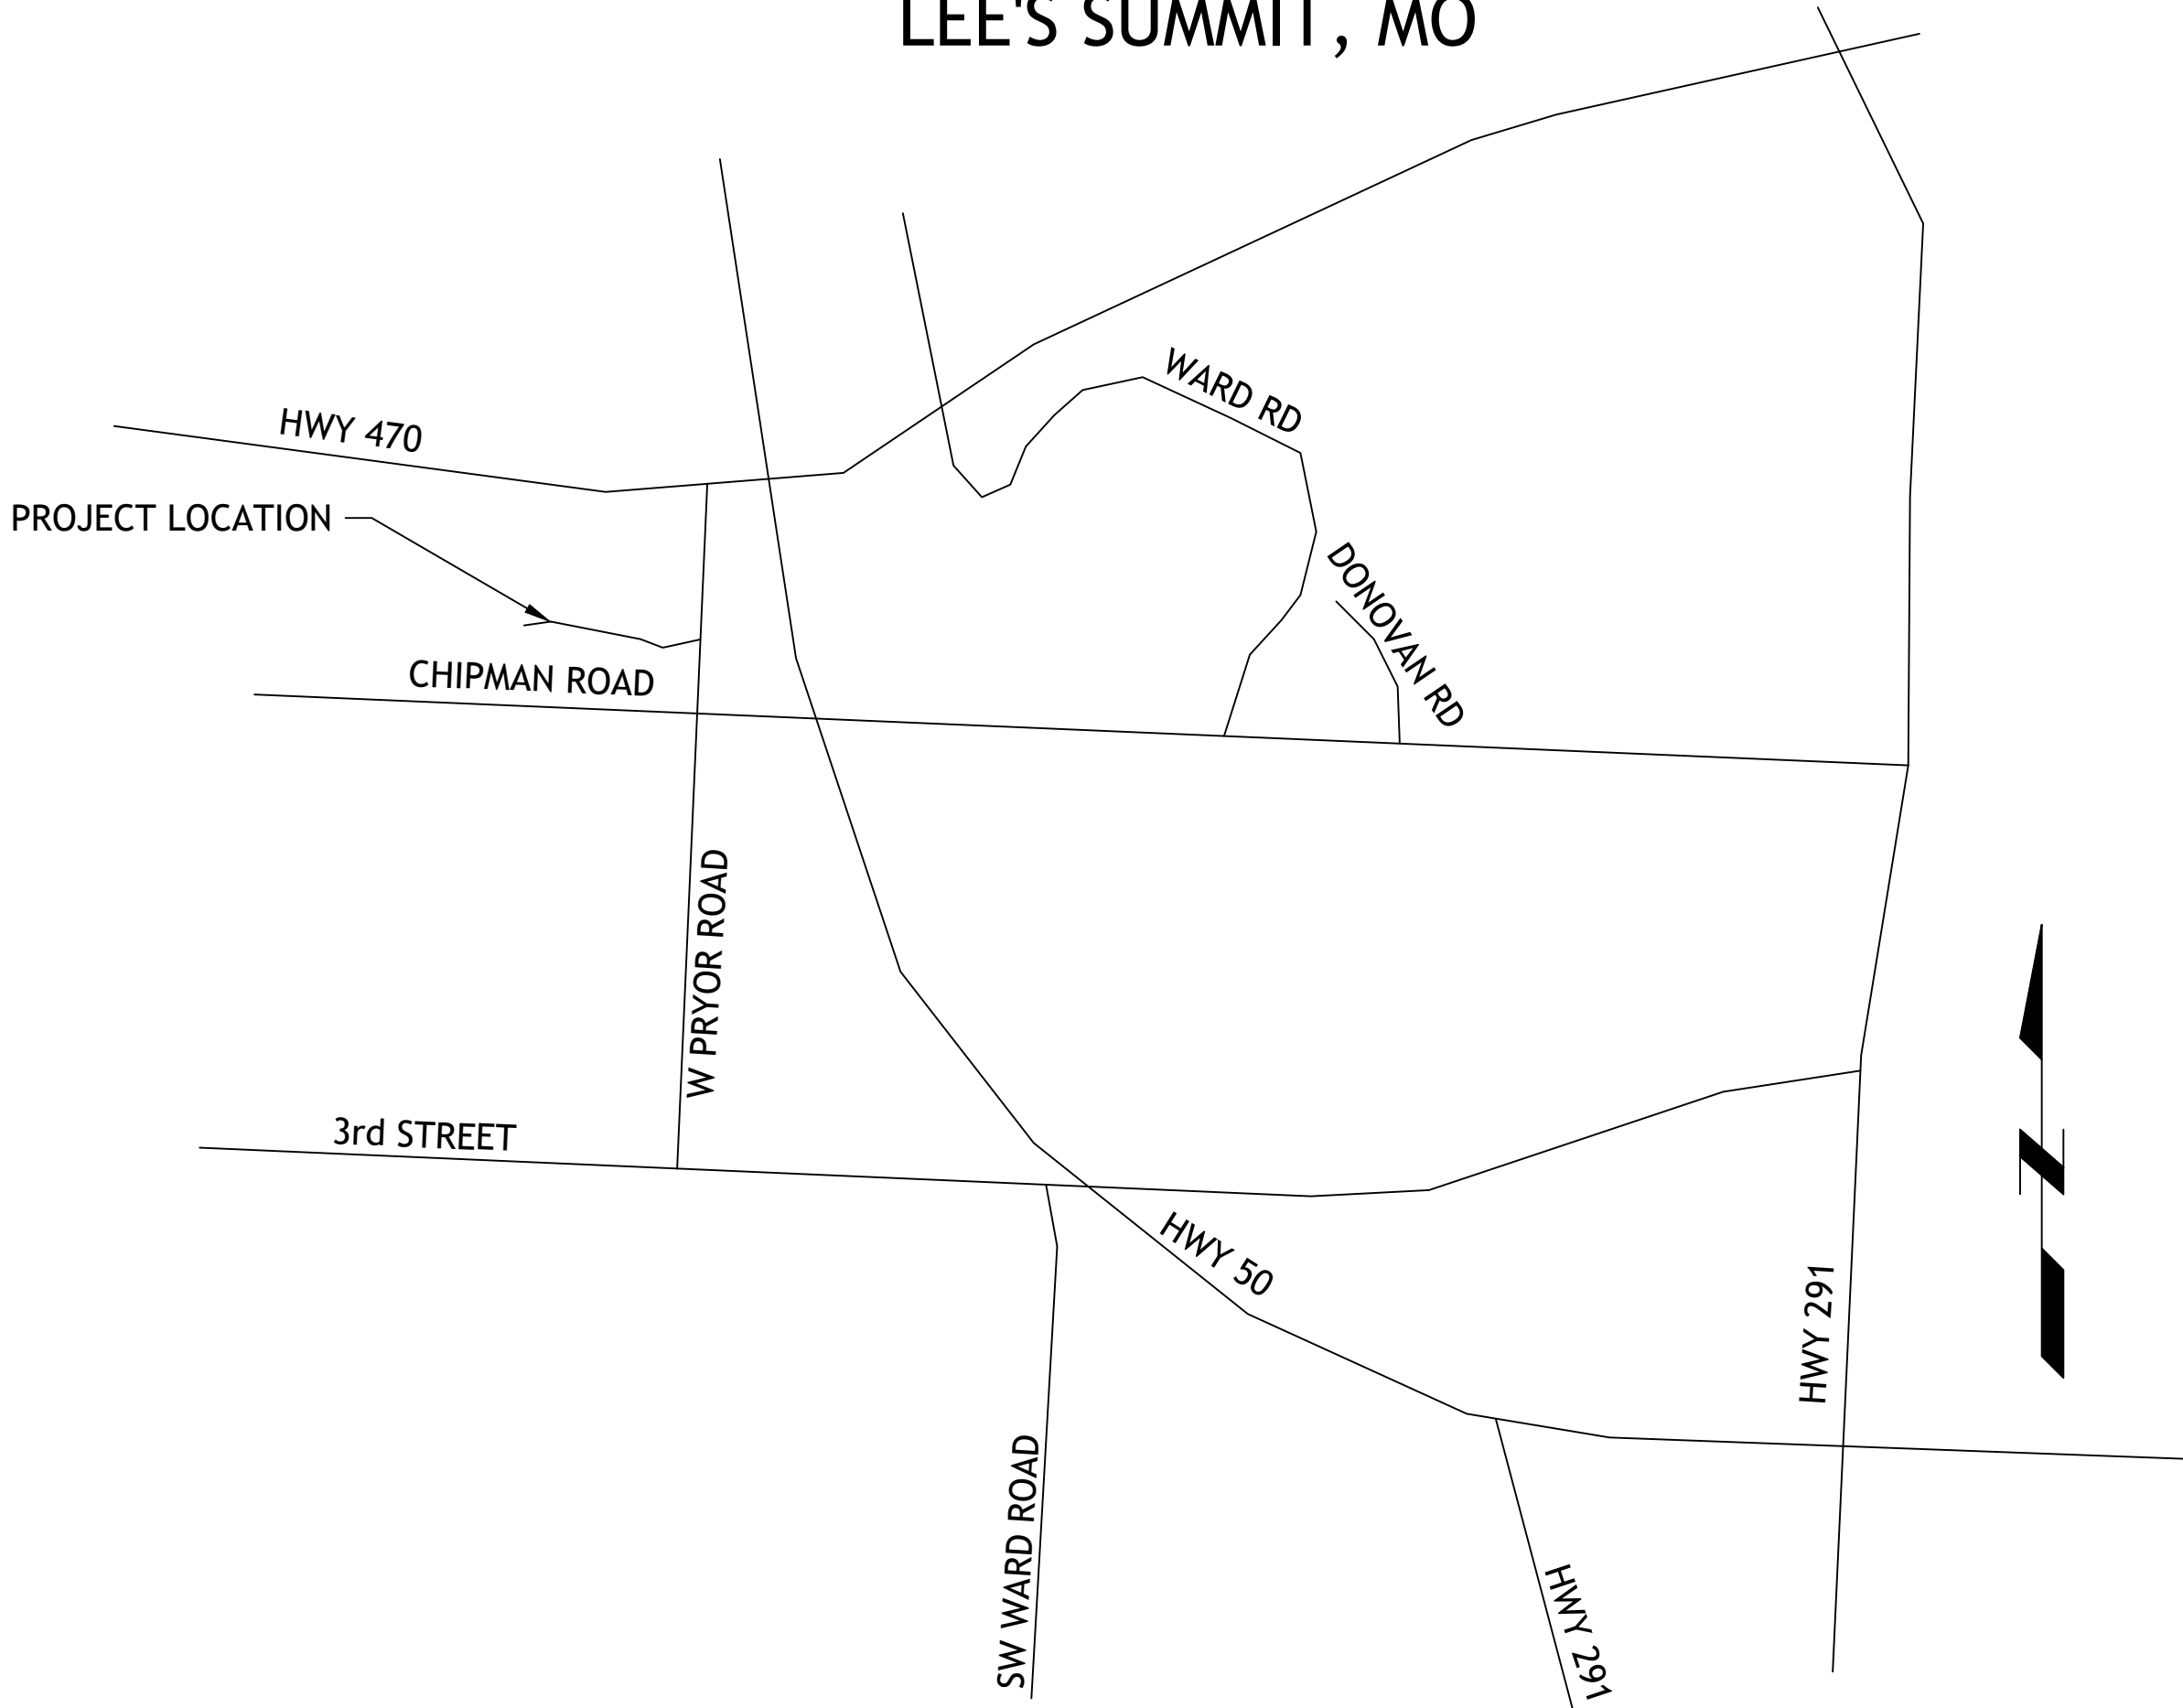 LEE'S SUMMIT, MO
WARD RD
HWY 470
PROJECT LOCATION
DONOVAN RD
CHIPMAN ROAD
W PRYOR ROAD
3rd STREET
N
HWY 50
HWY 291
SW WARD ROAD
HWY 291